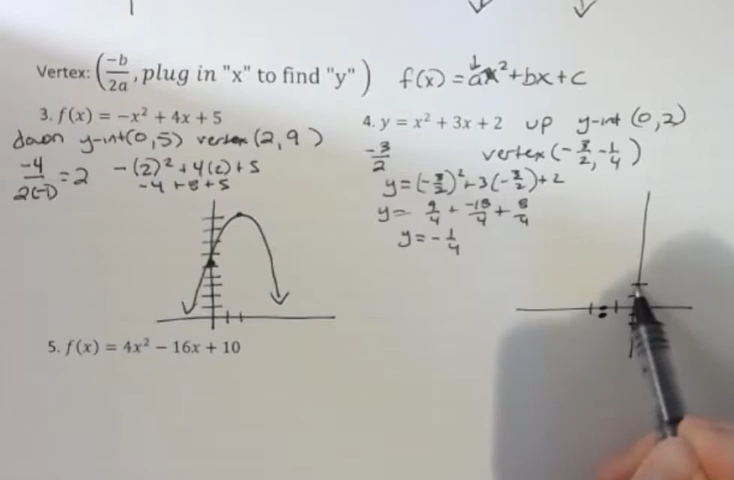 Vertex: (-b/2a, plug in "x" to find "y") f(x) = ax²+bx+c
3. f(x) = −x² + 4x + 5
down y-int(0,5) vertex(2,9)
-4/2(-1) = 2 -(2)²+4(2)+5
-4+8+5
4. y = x² + 3x + 2 up y-int (0,2)
-3/2 vertex(-3/2, -1/4)
y=(-3/2)²+3(-3/2)+2
y= 9/4 + -18/4 + 8/4
y=-1/4
5. f(x) = 4x² − 16x + 10